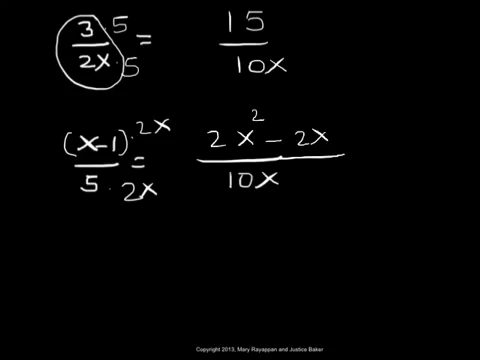 3/2x · 5/5 = 15/10x
(x-1)/5 · 2x/2x = 2x² - 2x/10x
Copyright 2013, Mary Rayappan and Justice Baker